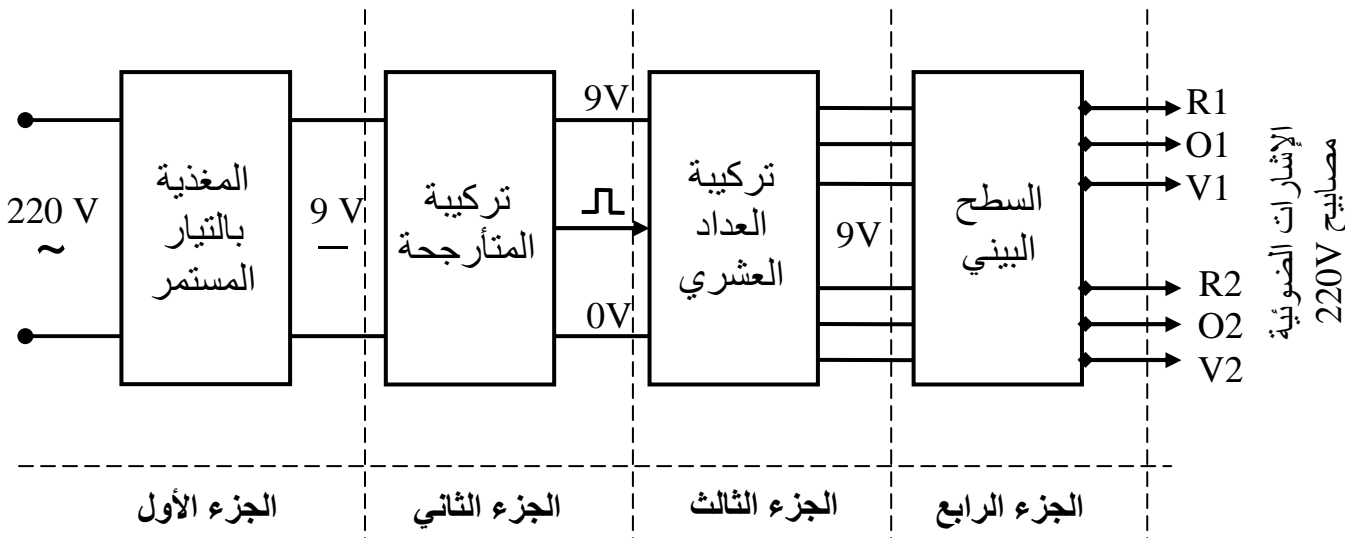 220 V
~
المغذية
بالتيار
المستمر
9 V
تركيبة
المتأرجحة
9V
0V
تركيبة
العداد
العشري
9V
السطح
البيني
R1
O1
V1
R2
O2
V2
الإشارات الضوئية
مصابيح 220V
الجزء الأول
الجزء الثاني
الجزء الثالث
الجزء الرابع